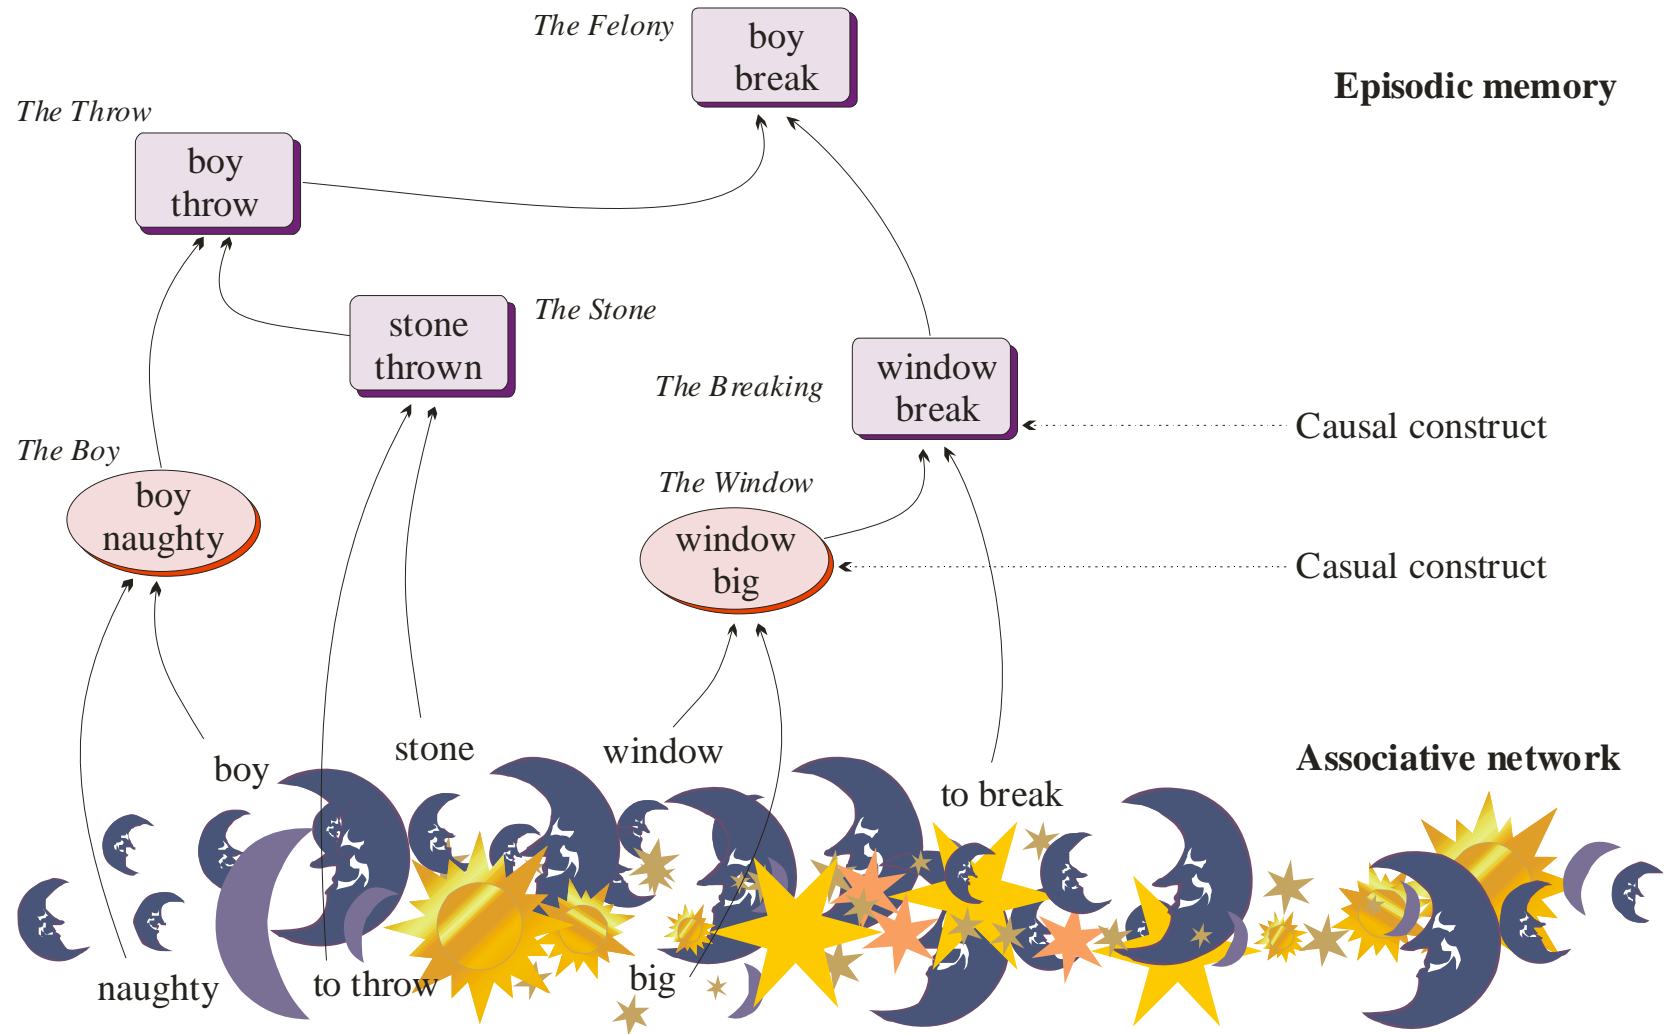 The Felony
boy
break
Episodic memory
The Throw
boy
throw
stone
thrown
The Stone
window
break
The Breaking
Causal construct
The Boy
boy
naughty
The Window
window
big
Casual construct
boy
stone
window
to break
Associative network
naughty
to throw
big